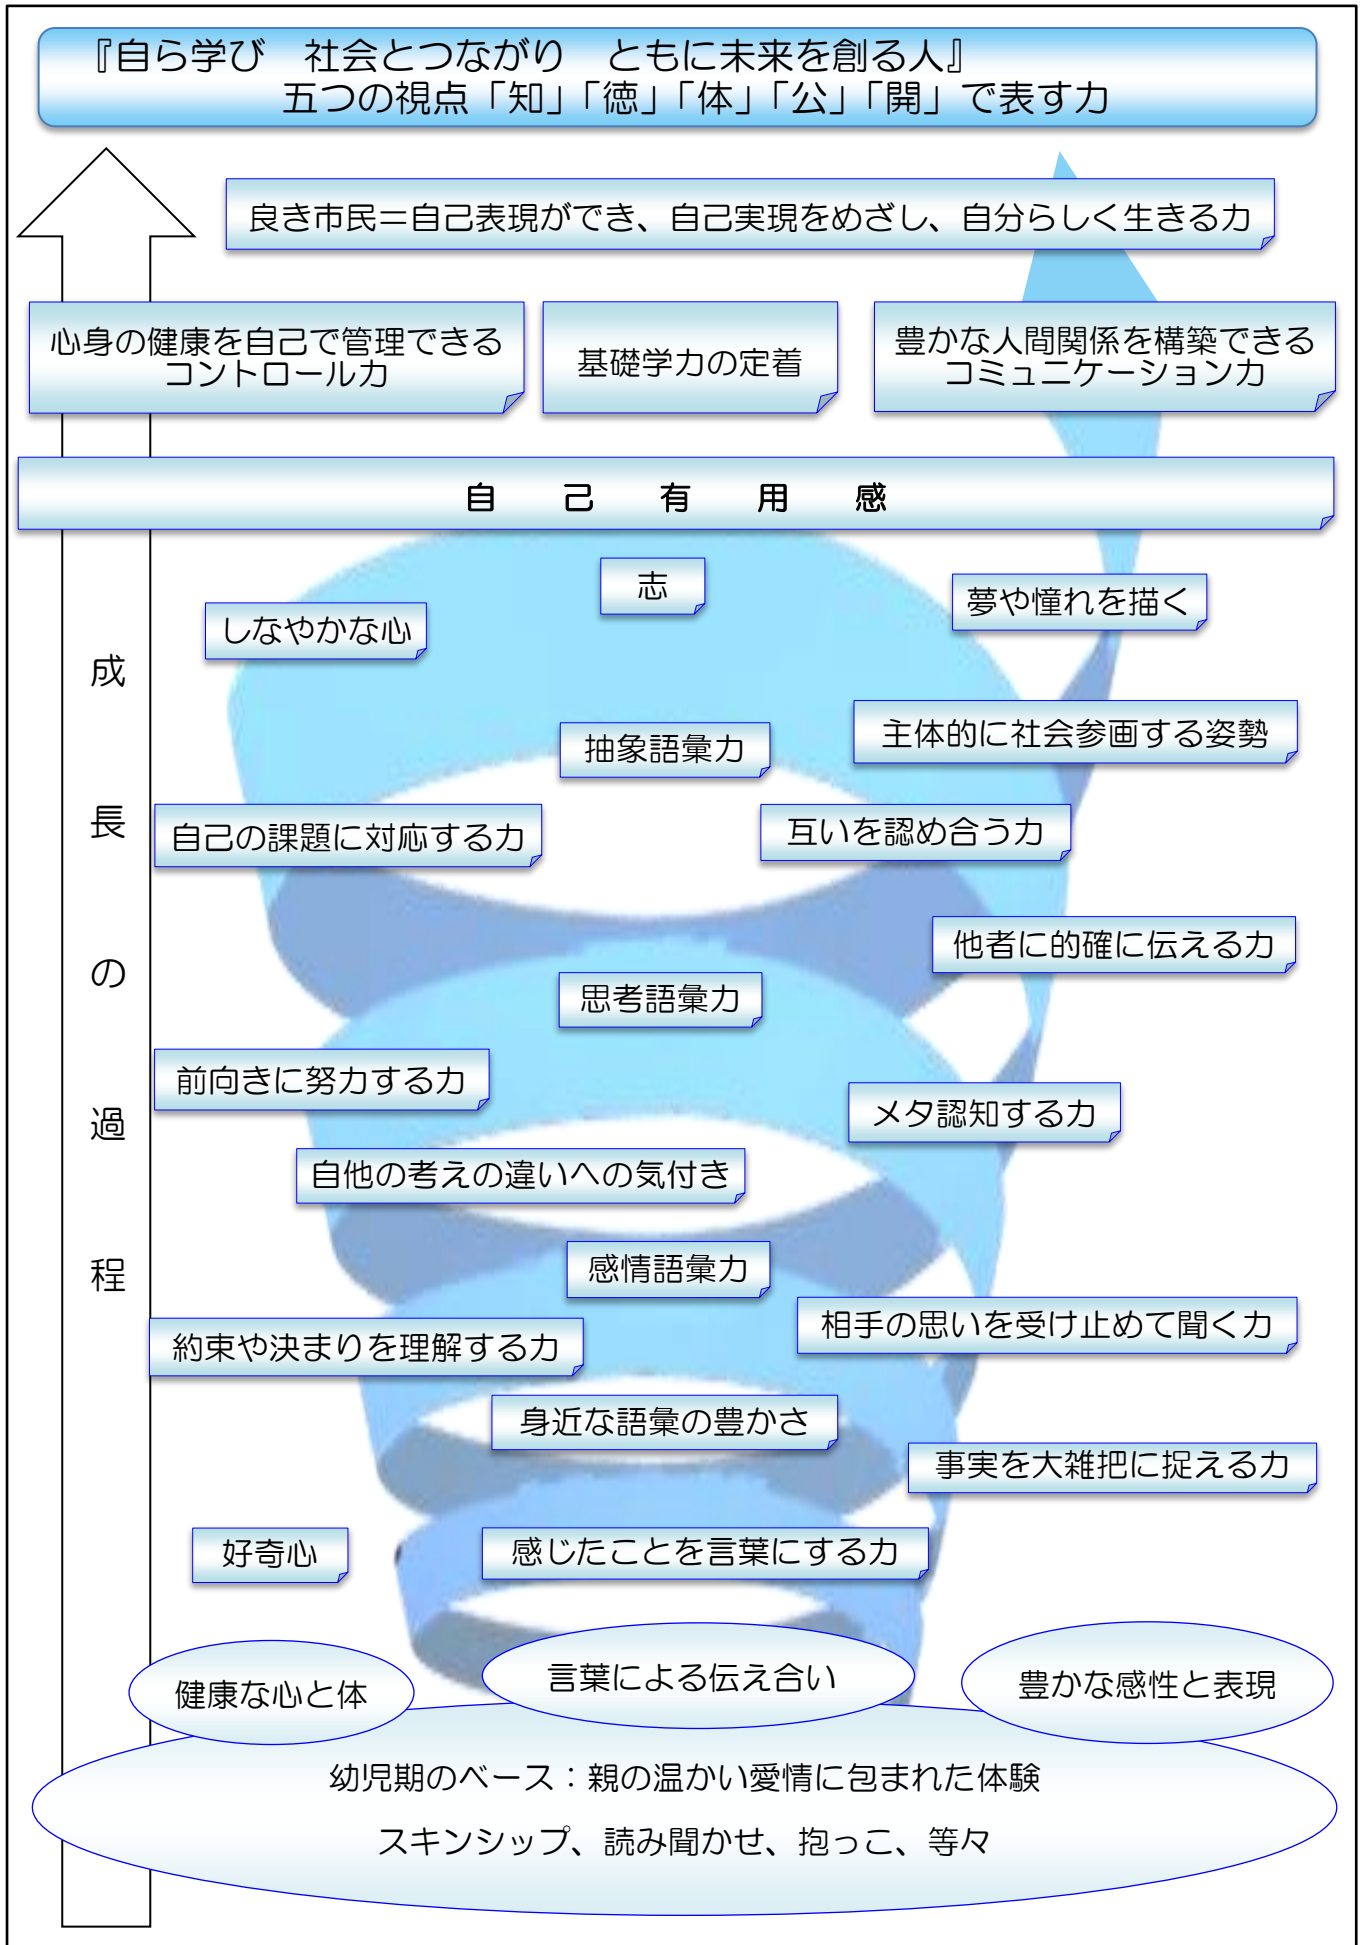 『自ら学び　社会とつながり　ともに未来を創る人』
五つの視点「知」「徳」「体」「公」「開」で表す力
良き市民＝自己表現ができ、自己実現をめざし、自分らしく生きる力
心身の健康を自己で管理できる
コントロール力
基礎学力の定着
豊かな人間関係を構築できる
コミュニケーション力
自己有用感
志
夢や憧れを描く
しなやかな心
成長の過程
主体的に社会参画する姿勢
抽象語彙力
自己の課題に対応する力
互いを認め合う力
他者に的確に伝える力
思考語彙力
前向きに努力する力
メタ認知する力
自他の考えの違いへの気付き
感情語彙力
相手の思いを受け止めて聞く力
約束や決まりを理解する力
身近な語彙の豊かさ
事実を大雑把に捉える力
好奇心
感じたことを言葉にする力
健康な心と体
言葉による伝え合い
豊かな感性と表現
幼児期のベース：親の温かい愛情に包まれた体験
スキンシップ、読み聞かせ、抱っこ、等々